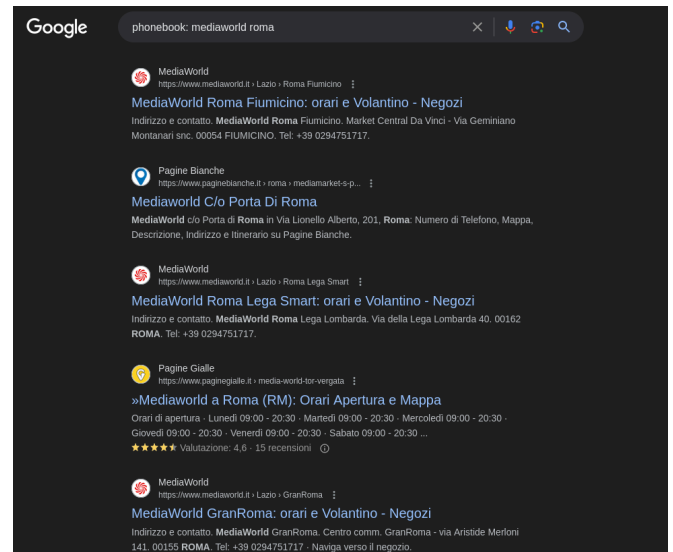 Google
phonebook: mediaworld roma
MediaWorld
https://www.mediaworld.it › Lazio › Roma Fiumicino
MediaWorld Roma Fiumicino: orari e Volantino - Negozi
Indirizzo e contatto. MediaWorld Roma Fiumicino. Market Central Da Vinci - Via Geminiano
Montanari snc. 00054 FIUMICINO. Tel: +39 0294751717.
Pagine Bianche
https://www.paginebianche.it › roma › mediamarket-s-p...
Mediaworld C/o Porta Di Roma
MediaWorld c/o Porta di Roma in Via Lionello Alberto, 201, Roma: Numero di Telefono, Mappa,
Descrizione, Indirizzo e Itinerario su Pagine Bianche.
MediaWorld
https://www.mediaworld.it › Lazio › Roma Lega Smart
MediaWorld Roma Lega Smart: orari e Volantino - Negozi
Indirizzo e contatto. MediaWorld Roma Lega Lombarda. Via della Lega Lombarda 40. 00162
ROMA. Tel: +39 0294751717.
Pagine Gialle
https://www.paginegialle.it › media-world-tor-vergata
»Mediaworld a Roma (RM): Orari Apertura e Mappa
Orari di apertura · Lunedì 09:00 - 20:30 · Martedì 09:00 - 20:30 · Mercoledì 09:00 - 20:30 ·
Giovedì 09:00 - 20:30 · Venerdì 09:00 - 20:30 · Sabato 09:00 - 20:30 ...
Valutazione: 4,6 · 15 recensioni
MediaWorld
https://www.mediaworld.it › Lazio › GranRoma
MediaWorld GranRoma: orari e Volantino - Negozi
Indirizzo e contatto. MediaWorld GranRoma. Centro comm. GranRoma - via Aristide Merloni
141. 00155 ROMA. Tel: +39 0294751717 · Naviga verso il negozio.